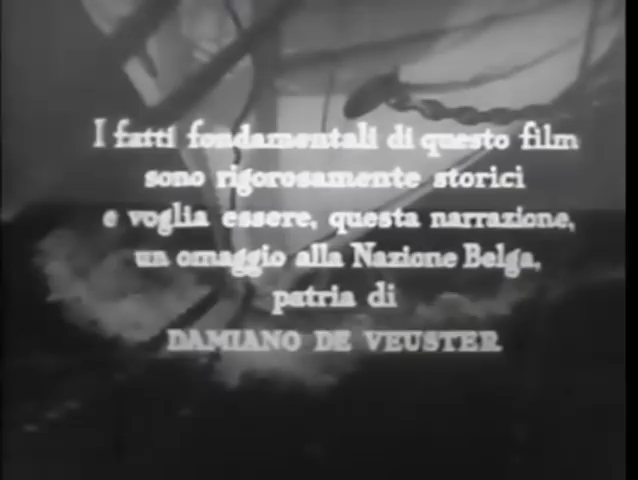 I fatti fondamentali di questo film
sono rigorosamente storici
e voglia essere, questa narrazione,
un omaggio alla Nazione Belga,
patria di
DAMIANO DE VEUSTER